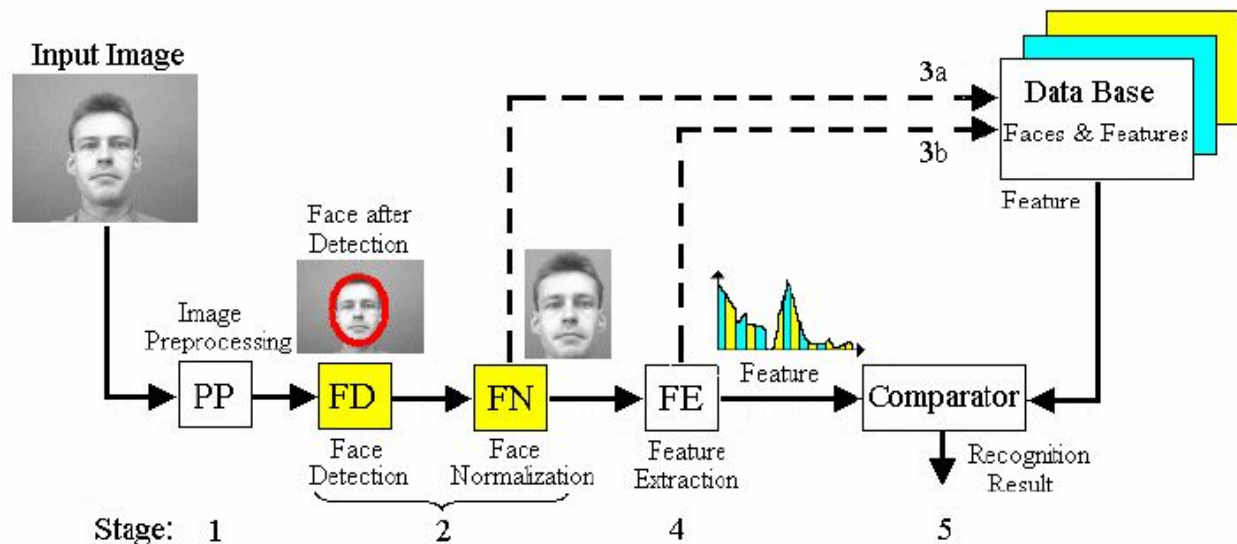 Input Image
3a
Data Base
Faces & Features
3b
Feature
Face after
Detection
Image
Preprocessing
Feature
PP
FD
FN
FE
Comparator
Face
Detection
Face
Normalization
Feature
Extraction
Recognition
Result
Stage: 1 2 4 5